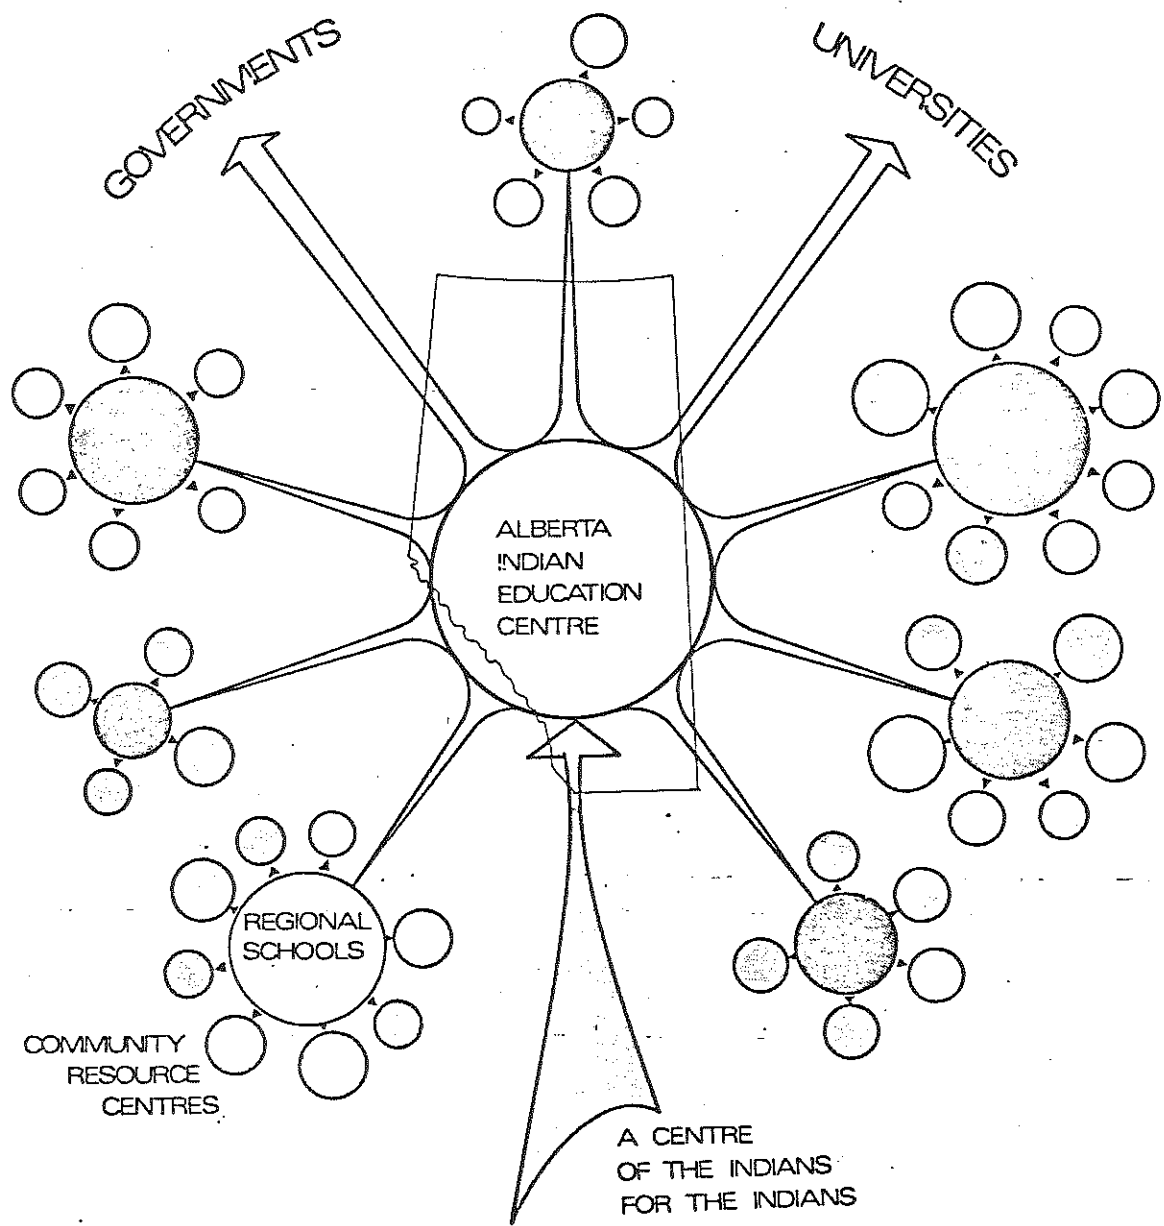 GOVERNMENTS
UNIVERSITIES
ALBERTA
INDIAN
EDUCATION
CENTRE
REGIONAL
SCHOOLS
COMMUNITY
RESOURCE
CENTRES
A CENTRE
OF THE INDIANS
FOR THE INDIANS